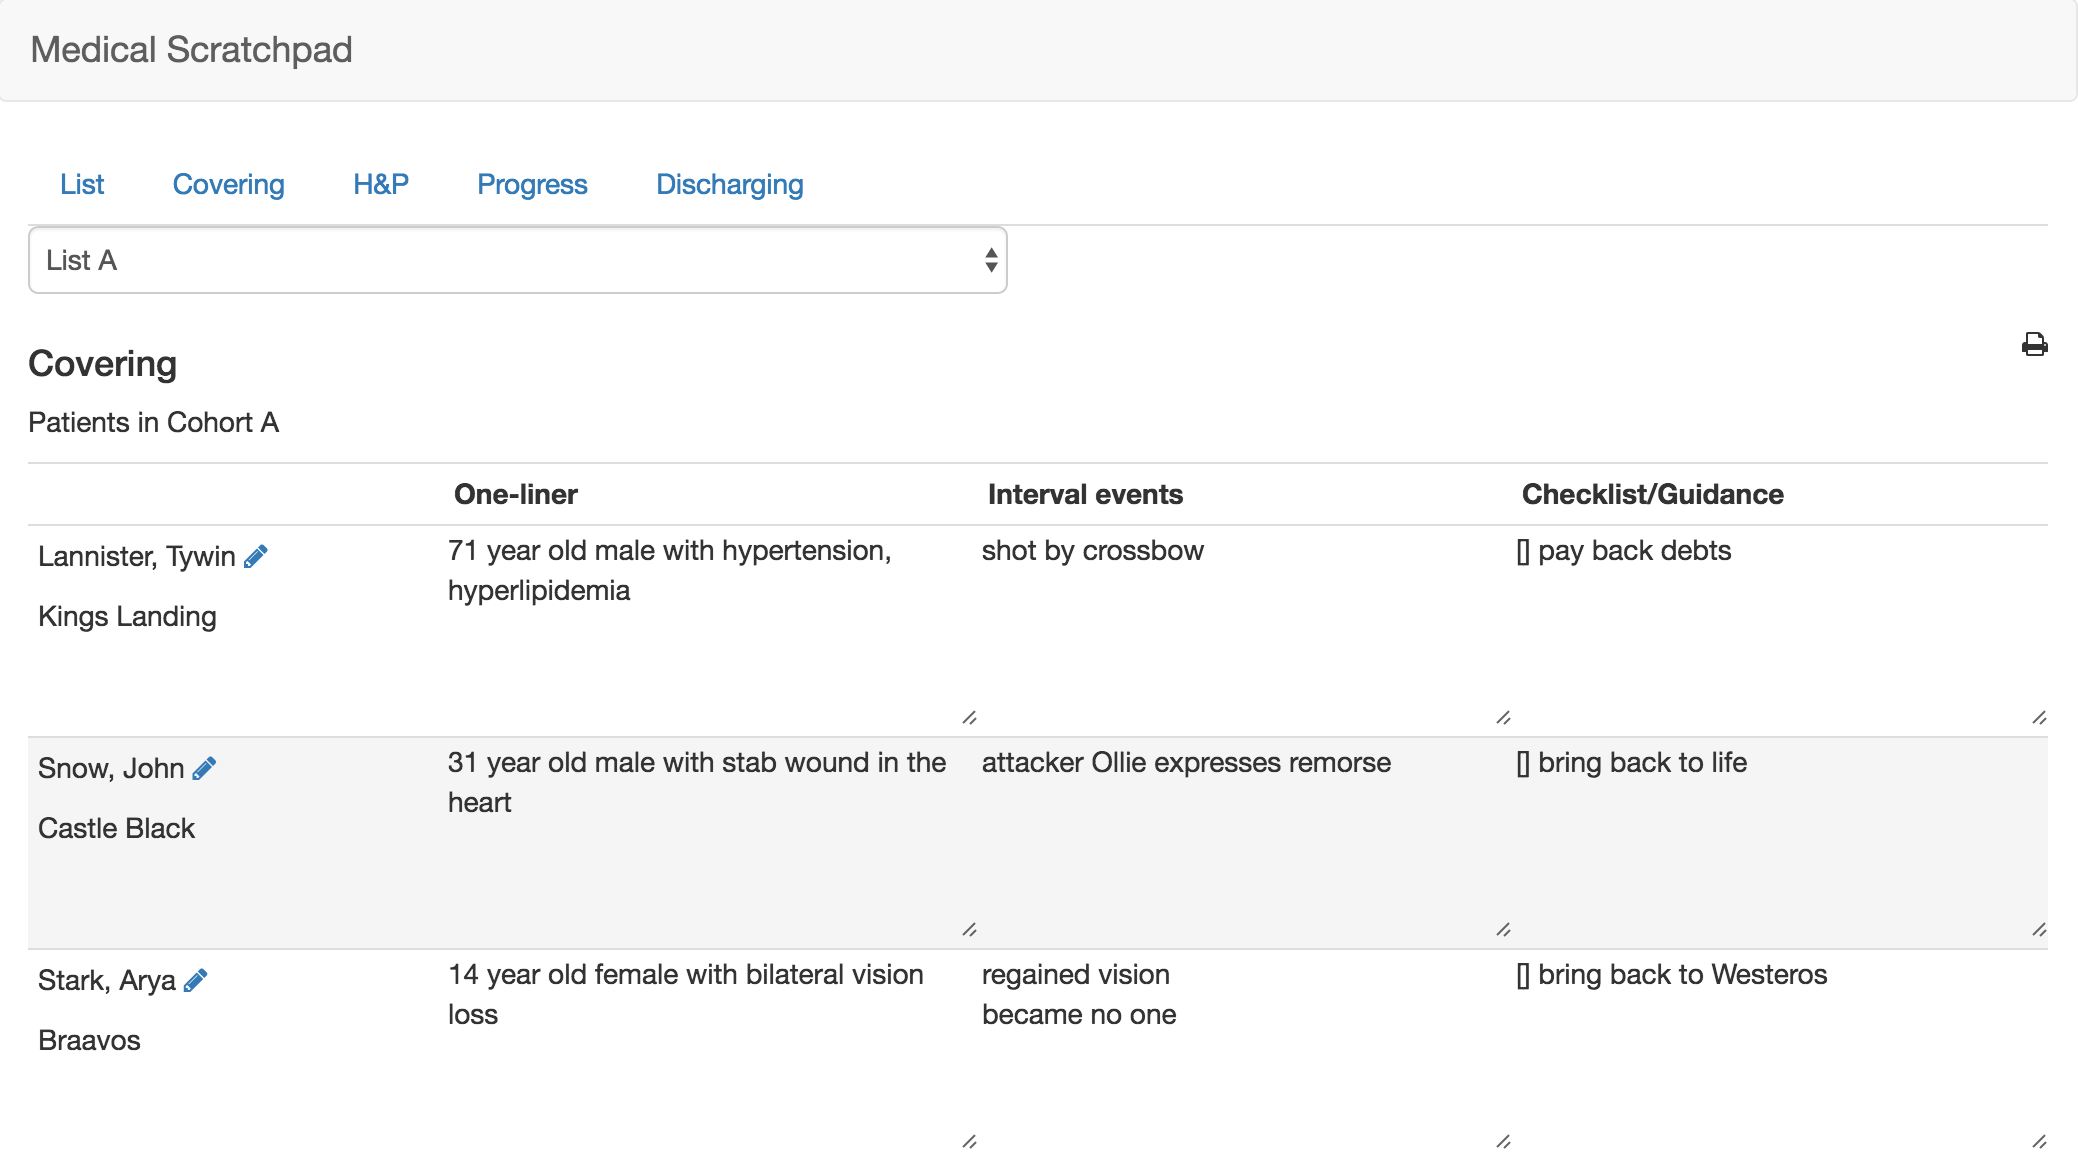 Medical Scratchpad
List Covering H&P Progress Discharging
List A
Covering
Patients in Cohort A
One-liner Interval events Checklist/Guidance
Lannister, Tywin
Kings Landing
71 year old male with hypertension,
hyperlipidemia
shot by crossbow
[] pay back debts
Snow, John
Castle Black
31 year old male with stab wound in the
heart
attacker Ollie expresses remorse
[] bring back to life
Stark, Arya
Braavos
14 year old female with bilateral vision
loss
regained vision
became no one
[] bring back to Westeros